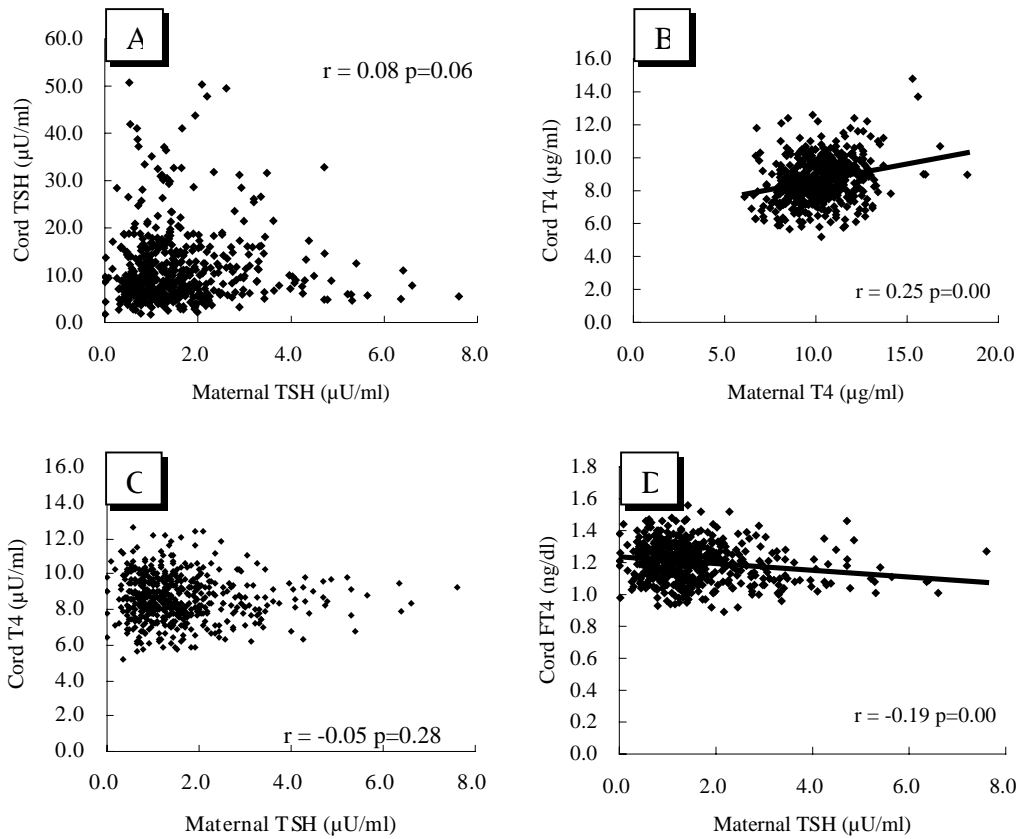 A
r = 0.08 p=0.06
Cord TSH (µU/ml)
60.0
50.0
40.0
30.0
20.0
10.0
0.0
0.0 2.0 4.0 6.0 8.0
Maternal TSH (µU/ml)
B
Cord T4 (µg/ml)
16.0
14.0
12.0
10.0
8.0
6.0
4.0
2.0
0.0
r = 0.25 p=0.00
0.0 5.0 10.0 15.0 20.0
Maternal T4 (µg/ml)
C
Cord T4 (µU/ml)
16.0
14.0
12.0
10.0
8.0
6.0
4.0
2.0
0.0
r = -0.05 p=0.28
0.0 2.0 4.0 6.0 8.0
Maternal TSH (µU/ml)
D
Cord FT4 (ng/dl)
1.8
1.6
1.4
1.2
1.0
0.8
0.6
0.4
0.2
0.0
r = -0.19 p=0.00
0.0 2.0 4.0 6.0 8.0
Maternal TSH (µU/ml)